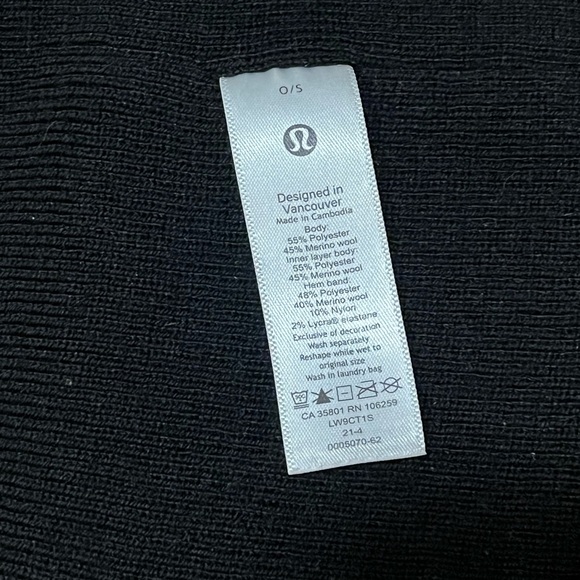 O/S
Designed in
Vancouver
Made in Cambodia
Body:
55% Polyester
45% Merino wool
Inner layer body:
55% Polyester
45% Merino wool
Hem band:
48% Polyester
40% Merino wool
10% Nylon
2% Lycra® elastane
Exclusive of decoration
Wash separately
Reshape while wet to
original size
Wash in laundry bag
CA 35801 RN 106259
LW9CT1S
21-4
0005070-62